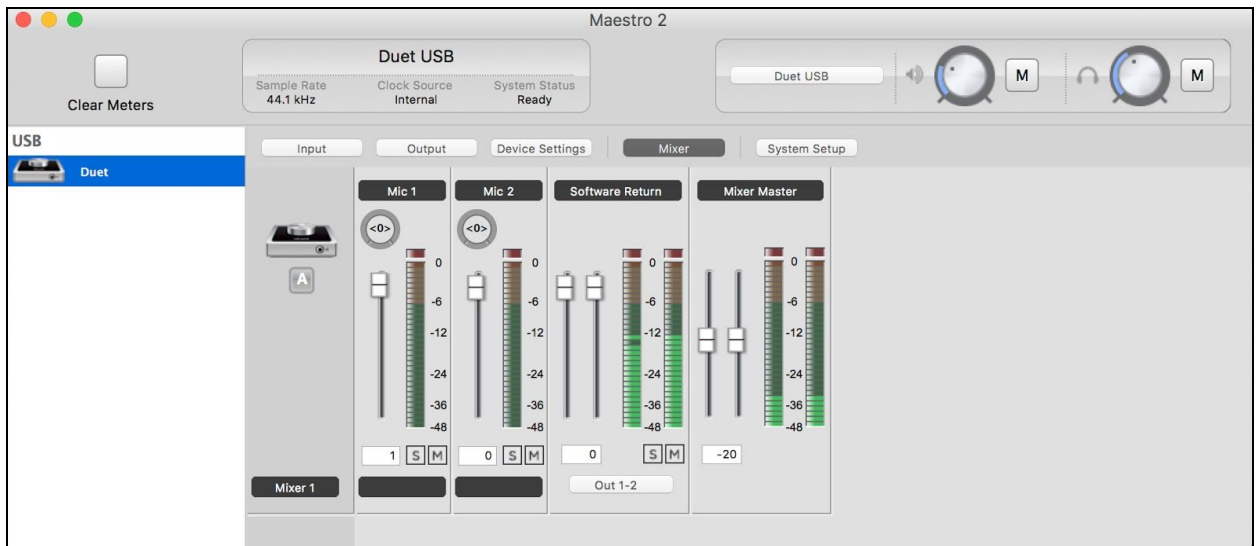 Maestro 2
Clear Meters
Duet USB
Sample Rate Clock Source System Status
44.1 kHz Internal Ready
Duet USB M M
USB
Duet
Input Output Device Settings Mixer System Setup
A
Mixer 1
Mic 1
<0>
0
-6
-12
-24
-36
-48
1 S M
Mic 2
<0>
0
-6
-12
-24
-36
-48
0 S M
Software Return
0
-6
-12
-24
-36
-48
0 S M
Out 1-2
Mixer Master
0
-6
-12
-24
-36
-48
-20